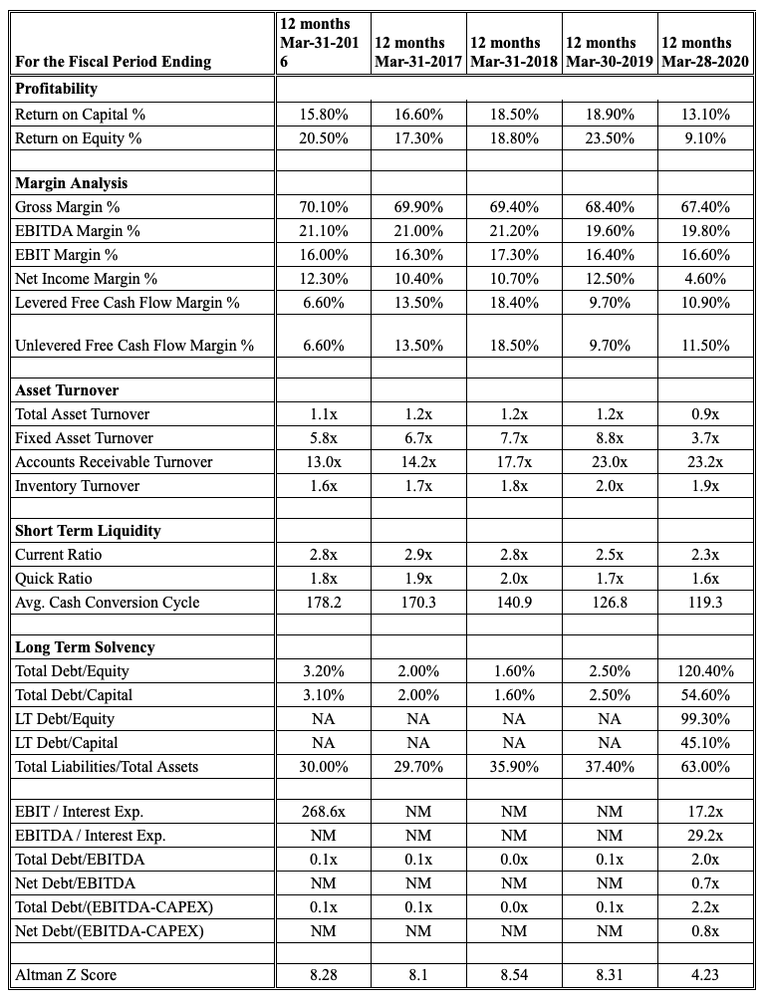 For the Fiscal Period Ending 12 months Mar-31-201 6 12 months Mar-31-2017 12 months Mar-31-2018 12 months Mar-30-2019 12 months Mar-28-2020
Profitability
Return on Capital % 15.80% 16.60% 18.50% 18.90% 13.10%
Return on Equity % 20.50% 17.30% 18.80% 23.50% 9.10%
Margin Analysis
Gross Margin % 70.10% 69.90% 69.40% 68.40% 67.40%
EBITDA Margin % 21.10% 21.00% 21.20% 19.60% 19.80%
EBIT Margin % 16.00% 16.30% 17.30% 16.40% 16.60%
Net Income Margin % 12.30% 10.40% 10.70% 12.50% 4.60%
Levered Free Cash Flow Margin % 6.60% 13.50% 18.40% 9.70% 10.90%
Unlevered Free Cash Flow Margin % 6.60% 13.50% 18.50% 9.70% 11.50%
Asset Turnover
Total Asset Turnover 1.1x 1.2x 1.2x 1.2x 0.9x
Fixed Asset Turnover 5.8x 6.7x 7.7x 8.8x 3.7x
Accounts Receivable Turnover 13.0x 14.2x 17.7x 23.0x 23.2x
Inventory Turnover 1.6x 1.7x 1.8x 2.0x 1.9x
Short Term Liquidity
Current Ratio 2.8x 2.9x 2.8x 2.5x 2.3x
Quick Ratio 1.8x 1.9x 2.0x 1.7x 1.6x
Avg. Cash Conversion Cycle 178.2 170.3 140.9 126.8 119.3
Long Term Solvency
Total Debt/Equity 3.20% 2.00% 1.60% 2.50% 120.40%
Total Debt/Capital 3.10% 2.00% 1.60% 2.50% 54.60%
LT Debt/Equity NA NA NA NA 99.30%
LT Debt/Capital NA NA NA NA 45.10%
Total Liabilities/Total Assets 30.00% 29.70% 35.90% 37.40% 63.00%
EBIT / Interest Exp. 268.6x NM NM NM 17.2x
EBITDA / Interest Exp. NM NM NM NM 29.2x
Total Debt/EBITDA 0.1x 0.1x 0.0x 0.1x 2.0x
Net Debt/EBITDA NM NM NM NM 0.7x
Total Debt/(EBITDA-CAPEX) 0.1x 0.1x 0.0x 0.1x 2.2x
Net Debt/(EBITDA-CAPEX) NM NM NM NM 0.8x
Altman Z Score 8.28 8.1 8.54 8.31 4.23